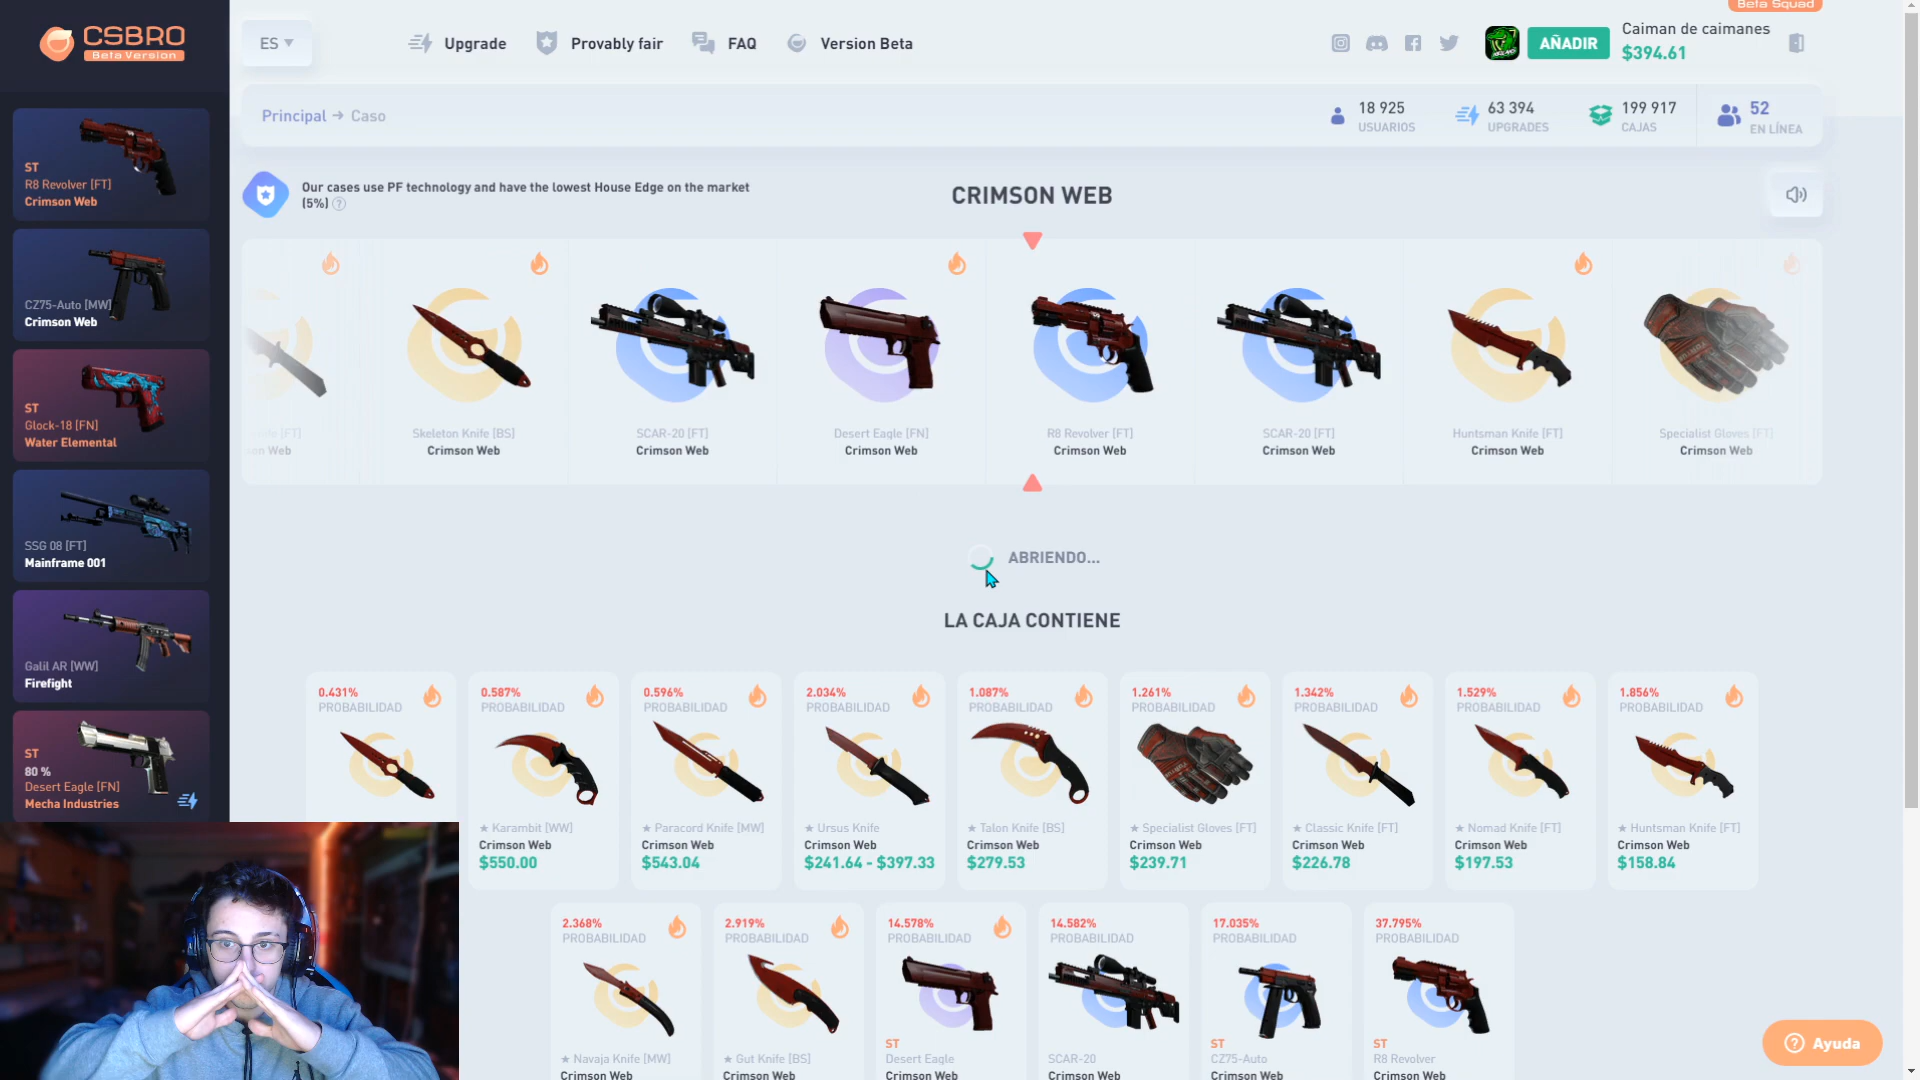 CSBRO
Beta Version
ES
Upgrade
Provably fair
FAQ
Version Beta
AÑADIR
Beta Squad
Caiman de caimanes
$394.61
Principal → Caso
18 925
USUARIOS
63 394
UPGRADES
199 917
CAJAS
52
EN LÍNEA
ST
R8 Revolver [FT]
Crimson Web
CZ75-Auto [MW]
Crimson Web
ST
Glock-18 [FN]
Water Elemental
SSG 08 [FT]
Mainframe 001
Galil AR [WW]
Firefight
ST
80 %
Desert Eagle [FN]
Mecha Industries
Our cases use PF technology and have the lowest House Edge on the market
(5%) ?
CRIMSON WEB
[FT]
Web
Skeleton Knife [BS]
Crimson Web
SCAR-20 [FT]
Crimson Web
Desert Eagle [FN]
Crimson Web
R8 Revolver [FT]
Crimson Web
SCAR-20 [FT]
Crimson Web
Huntsman Knife [FT]
Crimson Web
Specialist Gloves [FT]
Crimson Web
ABRIENDO...
LA CAJA CONTIENE
0.431%
PROBABILIDAD
0.587%
PROBABILIDAD
★ Karambit [WW]
Crimson Web
$550.00
0.596%
PROBABILIDAD
★ Paracord Knife [MW]
Crimson Web
$543.04
2.034%
PROBABILIDAD
★ Ursus Knife
Crimson Web
$241.64 - $397.33
1.087%
PROBABILIDAD
★ Talon Knife [BS]
Crimson Web
$279.53
1.261%
PROBABILIDAD
★ Specialist Gloves [FT]
Crimson Web
$239.71
1.342%
PROBABILIDAD
★ Classic Knife [FT]
Crimson Web
$226.78
1.529%
PROBABILIDAD
★ Nomad Knife [FT]
Crimson Web
$197.53
1.856%
PROBABILIDAD
★ Huntsman Knife [FT]
Crimson Web
$158.84
2.368%
PROBABILIDAD
★ Navaja Knife [MW]
Crimson Web
2.919%
PROBABILIDAD
★ Gut Knife [BS]
Crimson Web
14.578%
PROBABILIDAD
ST
Desert Eagle
Crimson Web
14.582%
PROBABILIDAD
SCAR-20
Crimson Web
17.035%
PROBABILIDAD
ST
CZ75-Auto
Crimson Web
37.795%
PROBABILIDAD
ST
R8 Revolver
Crimson Web
? Ayuda